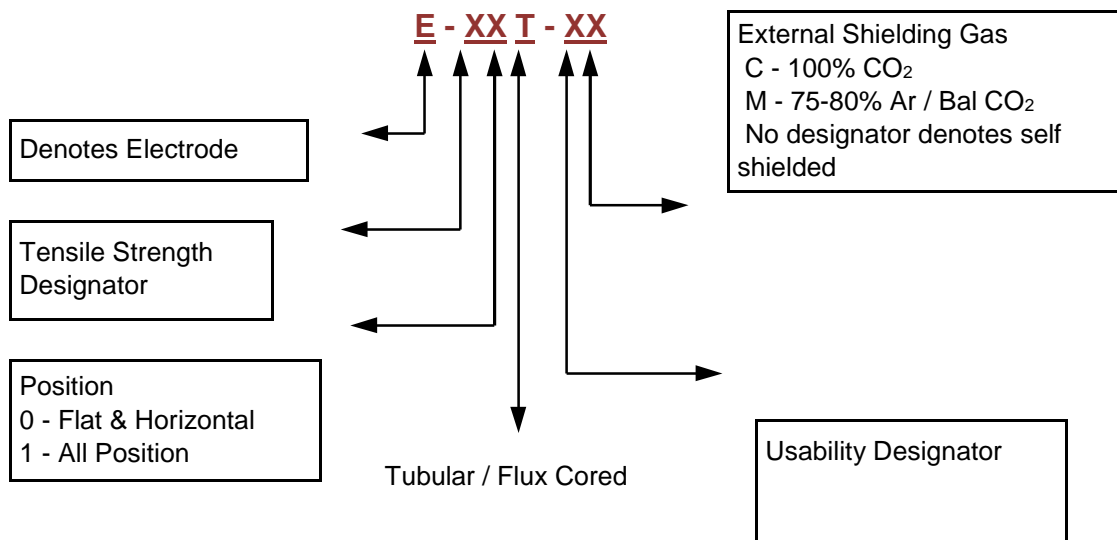 E - XX T - XX
External Shielding Gas
C - 100% CO₂
M - 75-80% Ar / Bal CO₂
No designator denotes self
shielded
Denotes Electrode
Tensile Strength
Designator
Position
0 - Flat & Horizontal
1 - All Position
Tubular / Flux Cored
Usability Designator